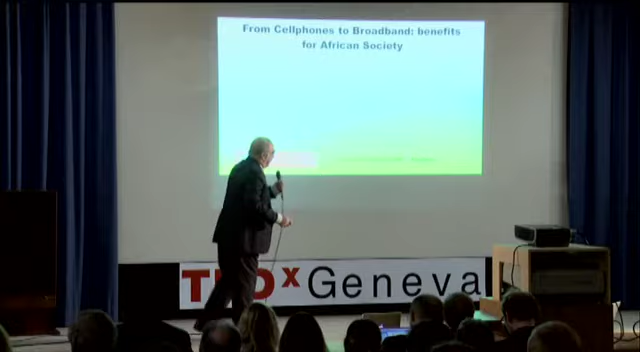 From Cellphones to Broadband: benefits
for African Society
TEDxGeneva